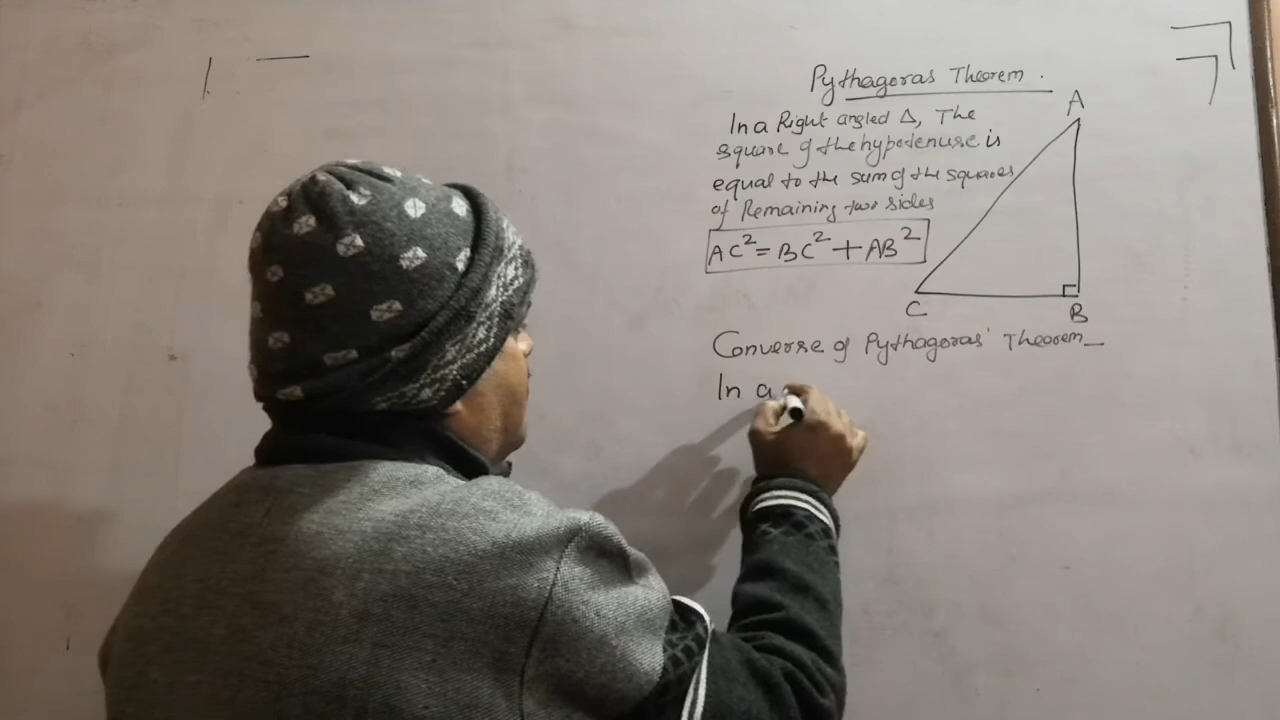 Pythagoras Theorem.
In a Right angled Δ, The
square of the hypotenuse is
equal to the sum of the squares
of Remaining two sides
AC² = BC² + AB²
A
C
B
Converse of Pythagoras' Theorem_
In a